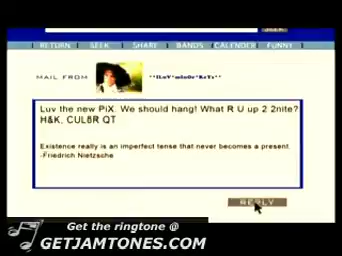 RETURN SEEK SHARE BANDS CALENDER FUNNY
MAIL FROM
Luv the new PiX. We should hang! What R U up 2 2nite?
H&K, CUL8R QT
Existence really is an imperfect tense that never becomes a present.
-Friedrich Nietzsche
REPLY
Get the ringtone @
GETJAMTONES.COM